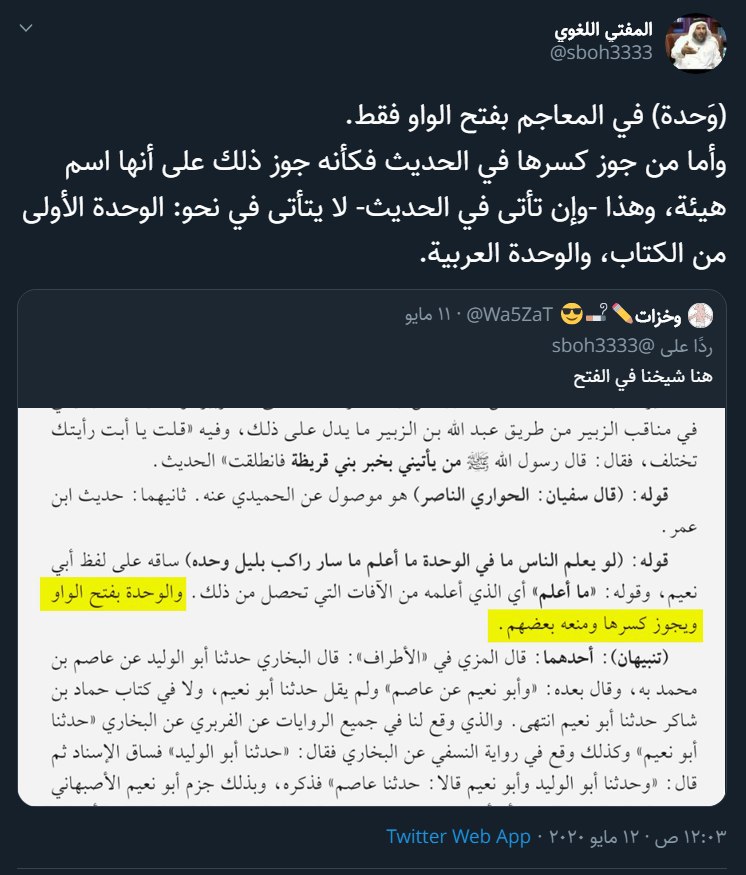 المفتي اللغوي
@sboh3333
(وَحدة) في المعاجم بفتح الواو فقط.
وأما من جوز كسرها في الحديث فكأنه جوز ذلك على أنها اسم
هيئة، وهذا -وإن تأتى في الحديث- لا يتأتى في نحو: الوحدة الأولى
من الكتاب، والوحدة العربية.
وخزات✏️🚬😎 @Wa5ZaT · ١١ مايو
ردًا على @sboh3333
هنا شيخنا في الفتح
في مناقب الزبير من طريق عبد الله بن الزبير ما يدل على ذلك، وفيه «قلت يا أبت رأيتك
تختلف، فقال: قال رسول الله ﷺ من يأتيني بخبر بني قريظة فانطلقت» الحديث.
قوله: (قال سفيان: الحواري الناصر) هو موصول عن الحميدي عنه. ثانيهما: حديث ابن
عمر.
قوله: (لو يعلم الناس ما في الوحدة ما أعلم ما سار راكب بليل وحده) ساقه على لفظ أبي
نعيم، وقوله: «ما أعلم» أي الذي أعلمه من الآفات التي تحصل من ذلك. والوحدة بفتح الواو
ويجوز كسرها ومنعه بعضهم.
(تنبيهان): أحدهما: قال المزي في «الأطراف»: قال البخاري حدثنا أبو الوليد عن عاصم بن
محمد به، وقال بعده: «وأبو نعيم عن عاصم» ولم يقل حدثنا أبو نعيم، ولا في كتاب حماد بن
شاكر حدثنا أبو نعيم انتهى. والذي وقع لنا في جميع الروايات عن الفربري عن البخاري «حدثنا
أبو نعيم» وكذلك وقع في رواية النسفي عن البخاري فقال: «حدثنا أبو الوليد» فساق الإسناد ثم
قال: «وحدثنا أبو الوليد وأبو نعيم قالا: حدثنا عاصم» فذكره، وبذلك جزم أبو نعيم الأصبهاني
١٢:٠٣ ص · ١٢ مايو ٢٠٢٠ · Twitter Web App